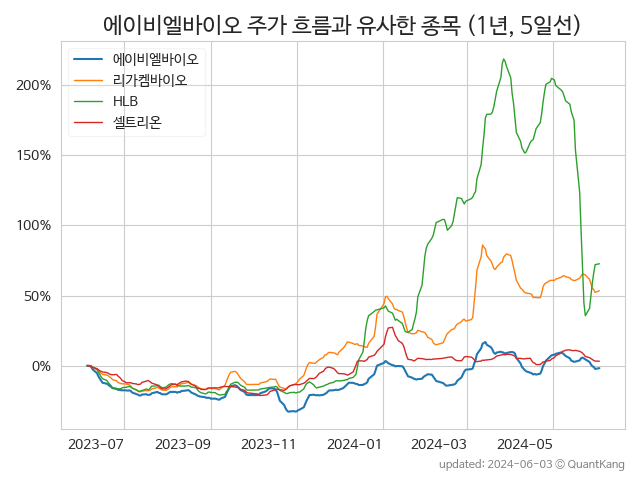 에이비엘바이오 주가 흐름과 유사한 종목 (1년, 5일선)
에이비엘바이오
리가켐바이오
HLB
셀트리온
200%
150%
100%
50%
0%
2023-07 2023-09 2023-11 2024-01 2024-03 2024-05
updated: 2024-06-03 © QuantKang